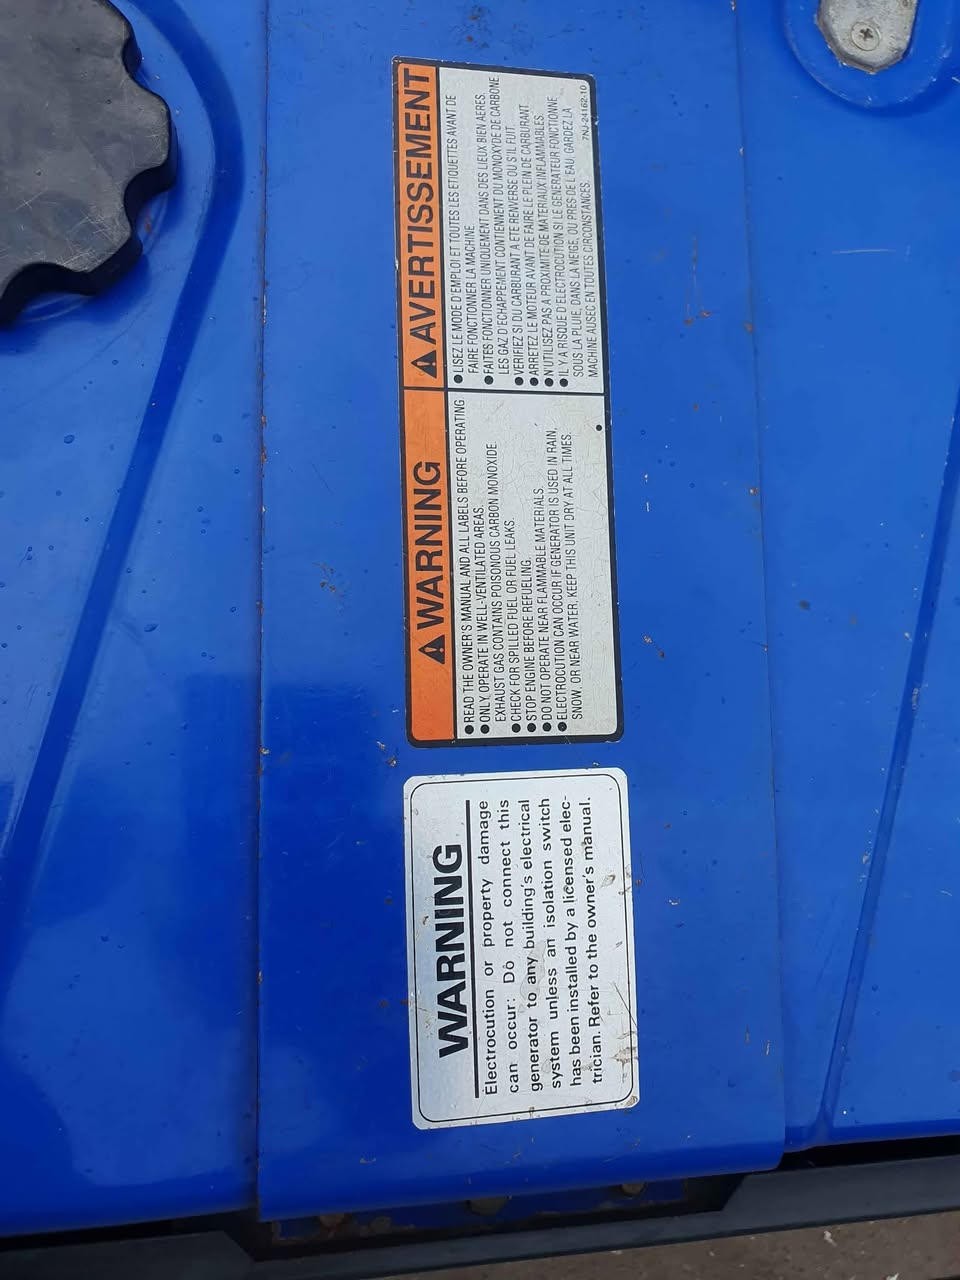 WARNING
Electrocution or property damage
can occur: Do not connect this
generator to any building's electrical
system unless an isolation switch
has been installed by a licensed elec-
trician. Refer to the owner's manual.
WARNING
● READ THE OWNER'S MANUAL AND ALL LABELS BEFORE OPERATING
● ONLY OPERATE IN WELL-VENTILATED AREAS.
EXHAUST GAS CONTAINS POISONOUS CARBON MONOXIDE.
● CHECK FOR SPILLED FUEL OR FUEL LEAKS.
● STOP ENGINE BEFORE REFUELING.
● DO NOT OPERATE NEAR FLAMMABLE MATERIALS.
● ELECTROCUTION CAN OCCUR IF GENERATOR IS USED IN RAIN,
SNOW, OR NEAR WATER, KEEP THIS UNIT DRY AT ALL TIMES.
AVERTISSEMENT
● LISEZ LE MODE D'EMPLOI ET TOUTES LES ETIQUETTES AVANT DE
FAIRE FONCTIONNER LA MACHINE.
● FAITES FONCTIONNER UNIQUEMENT DANS DES LIEUX BIEN AERES.
LES GAZ D'ECHAPPEMENT CONTIENNENT DU MONOXYDE DE CARBONE
● VERIFIEZ SI DU CARBURANT A ETE RENVERSE OU S'IL FUIT.
● ARRETEZ LE MOTEUR AVANT DE FAIRE LE PLEIN DE CARBURANT
● N'UTILISEZ PAS A PROXIMITE DE MATERIAUX INFLAMMABLES.
● IL Y A RISQUE D'ELECTROCUTION SI LE GENERATEUR FONCTIONNE
SOUS LA PLUIE, DANS LA NEIGE, OU PRES DE L'EAU. GARDEZ LA
MACHINE AUSEC EN TOUTES CIRCONSTANCES.
7NJ-24162-10